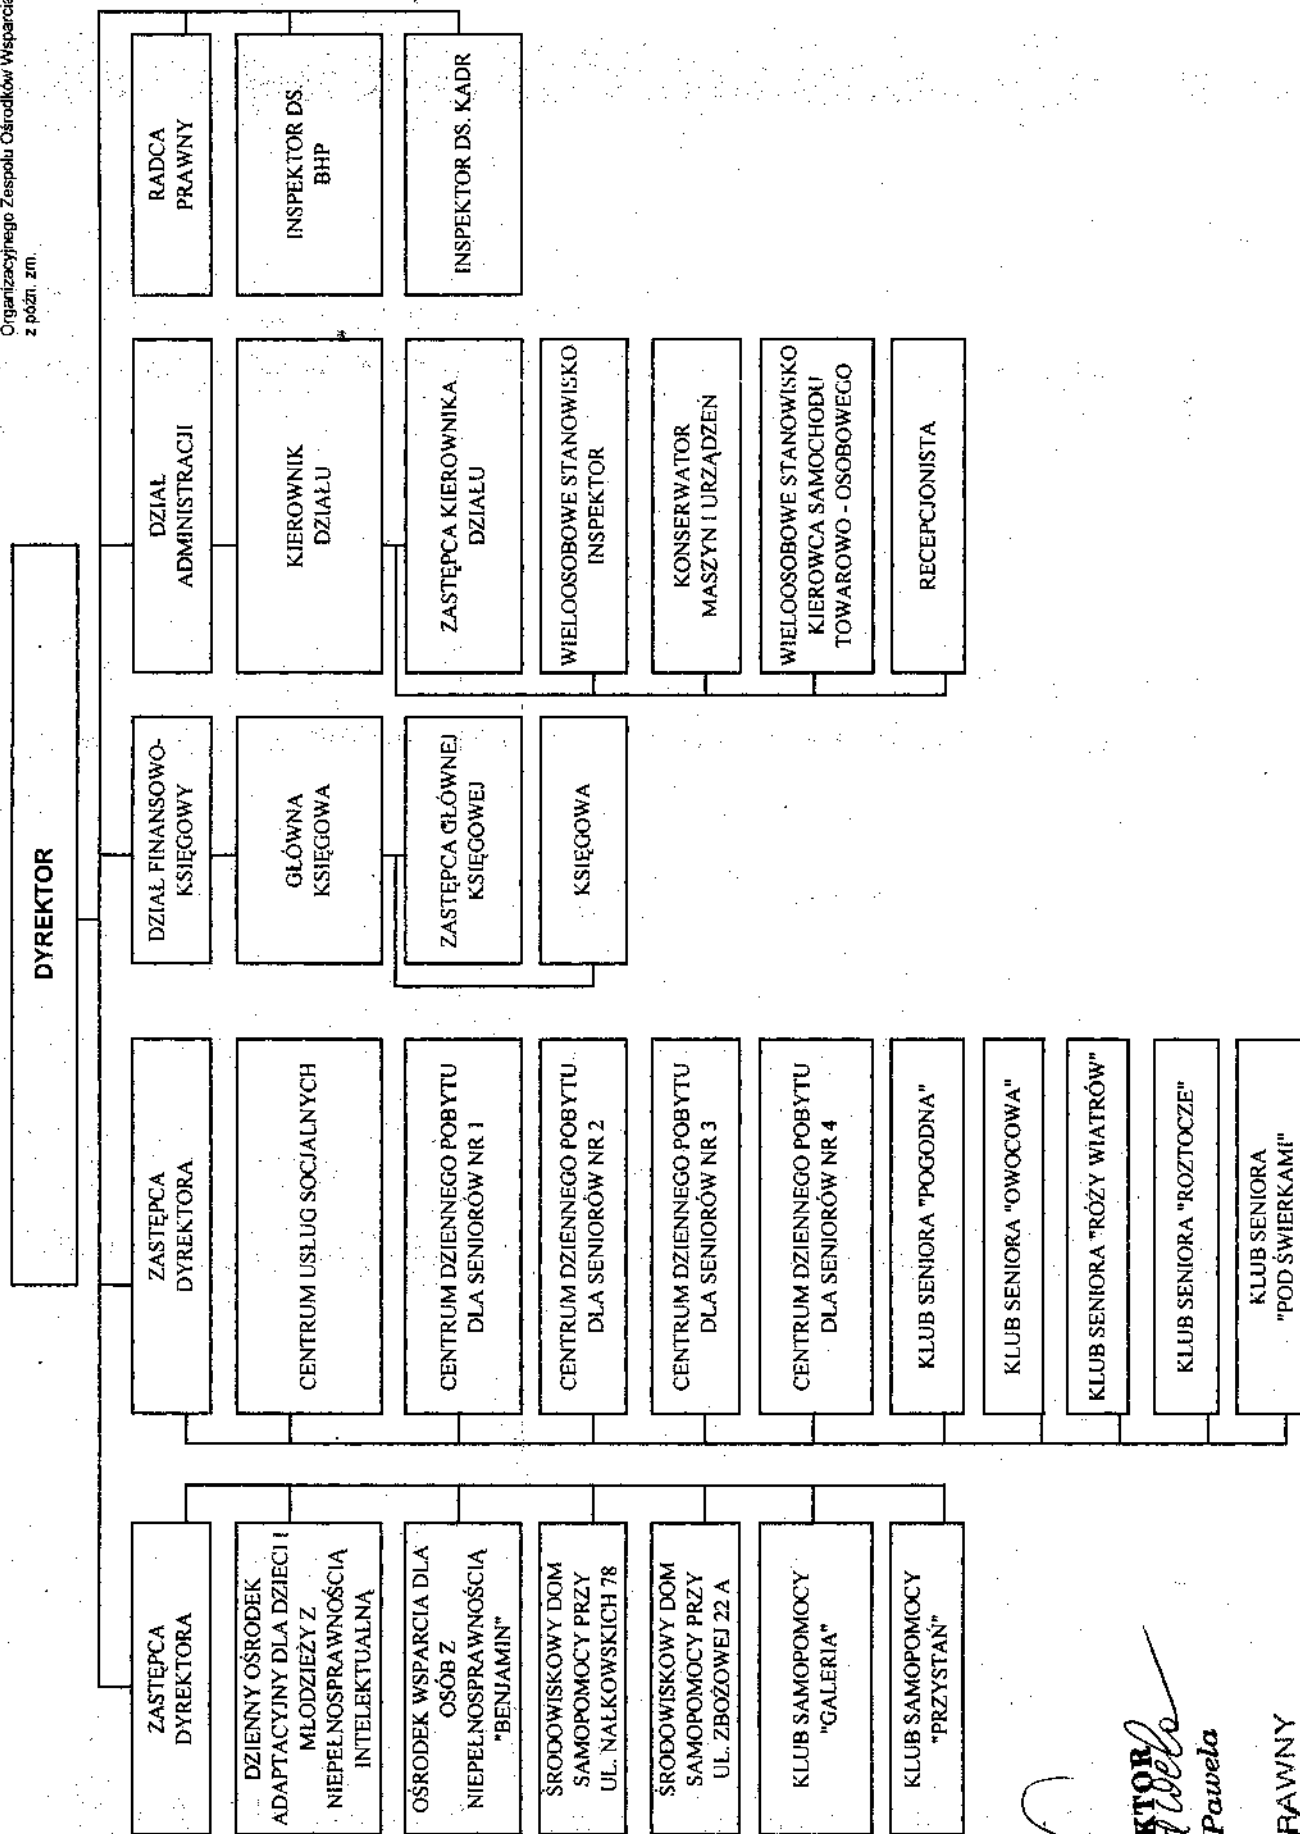 Organizacyjnego Zespołu Ośrodków Wsparcia
z późn. zm.
DYREKTOR
ZASTĘPCA
DYREKTORA
DZIENNY OŚRODEK
ADAPTACYJNY DLA DZIECI I
MŁODZIEŻY Z
NIEPEŁNOSPRAWNOŚCIĄ
INTELEKTUALNĄ
OŚRODEK WSPARCIA DLA
OSÓB Z
NIEPEŁNOSPRAWNOŚCIĄ
"BENJAMIN"
ŚRODOWISKOWY DOM
SAMOPOMOCY PRZY
UL. NAŁKOWSKICH 78
ŚRODOWISKOWY DOM
SAMOPOMOCY PRZY
UL. ZBOŻOWEJ 22 A
KLUB SAMOPOMOCY
"GALERIA"
KLUB SAMOPOMOCY
"PRZYSTAŃ"
ZASTĘPCA
DYREKTORA
CENTRUM USŁUG SOCJALNYCH
CENTRUM DZIENNEGO POBYTU
DLA SENIORÓW NR 1
CENTRUM DZIENNEGO POBYTU
DLA SENIORÓW NR 2
CENTRUM DZIENNEGO POBYTU
DLA SENIORÓW NR 3
CENTRUM DZIENNEGO POBYTU
DLA SENIORÓW NR 4
KLUB SENIORA "POGODNA"
KLUB SENIORA "OWOCOWA"
KLUB SENIORA "RÓŻY WIATRÓW"
KLUB SENIORA "ROZTOCZE"
KLUB SENIORA
"POD ŚWIERKAMI"
DZIAŁ FINANSOWO-
KSIĘGOWY
GŁÓWNA
KSIĘGOWA
ZASTĘPCA GŁÓWNEJ
KSIĘGOWEJ
KSIĘGOWA
DZIAŁ
ADMINISTRACJI
KIEROWNIK
DZIAŁU
ZASTĘPCA KIEROWNIKA
DZIAŁU
WIELOOSOBOWE STANOWISKO
INSPEKTOR
KONSERWATOR
MASZYN I URZĄDZEŃ
WIELOOSOBOWE STANOWISKO
KIEROWCA SAMOCHODU
TOWAROWO - OSOBOWEGO
RECEPCJONISTA
RADCA
PRAWNY
INSPEKTOR DS.
BHP
INSPEKTOR DS. KADR
KTOR
Pawela
RAWNY